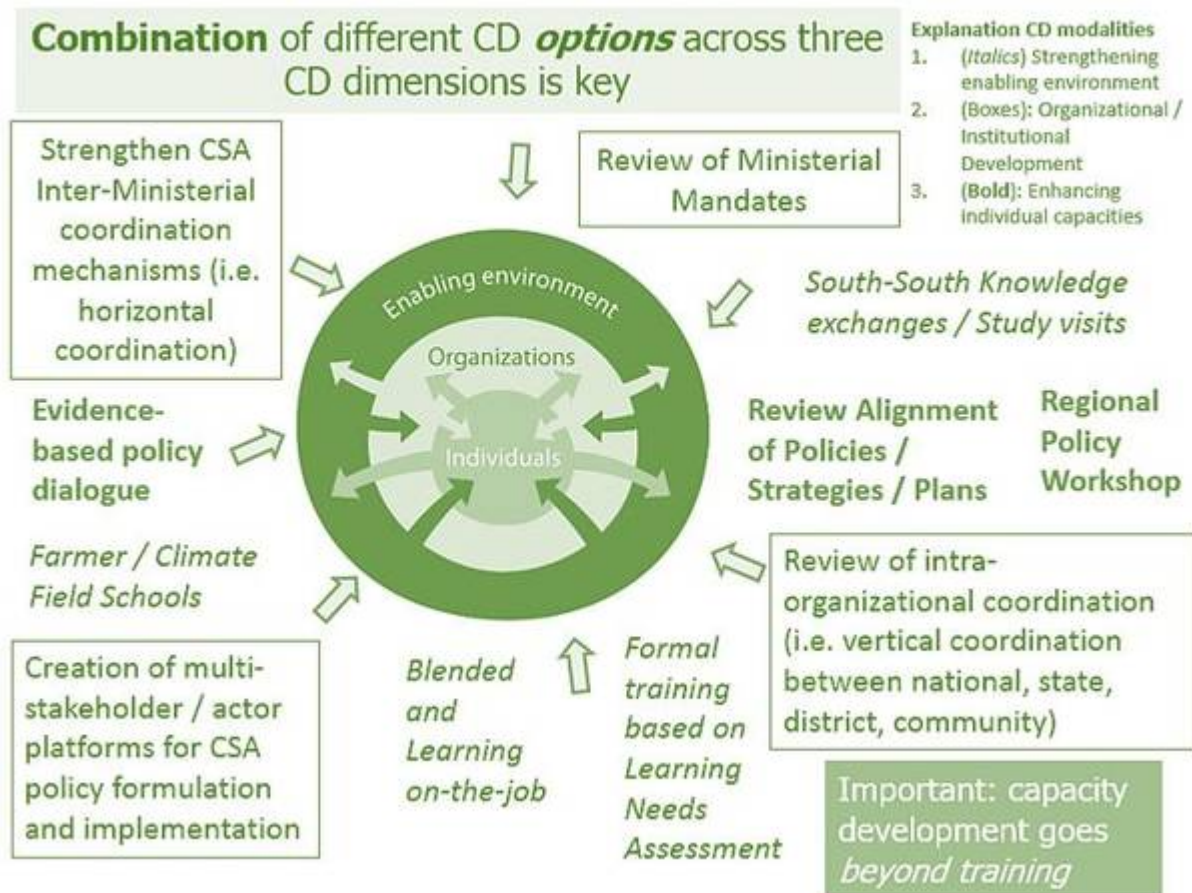 Combination of different CD options across three
CD dimensions is key
Explanation CD modalities
1. (Italics) Strengthening
enabling environment
2. (Boxes): Organizational /
Institutional
Development
3. (Bold): Enhancing
individual capacities
Strengthen CSA
Inter-Ministerial
coordination
mechanisms (i.e.
horizontal
coordination)
Review of Ministerial
Mandates
Enabling environment
Organizations
Individuals
South-South Knowledge
exchanges / Study visits
Evidence-
based policy
dialogue
Review Alignment
of Policies /
Strategies / Plans
Regional
Policy
Workshop
Farmer / Climate
Field Schools
Creation of multi-
stakeholder / actor
platforms for CSA
policy formulation
and implementation
Blended
and
Learning
on-the-job
Formal
training
based on
Learning
Needs
Assessment
Review of intra-
organizational coordination
(i.e. vertical coordination
between national, state,
district, community)
Important: capacity
development goes
beyond training